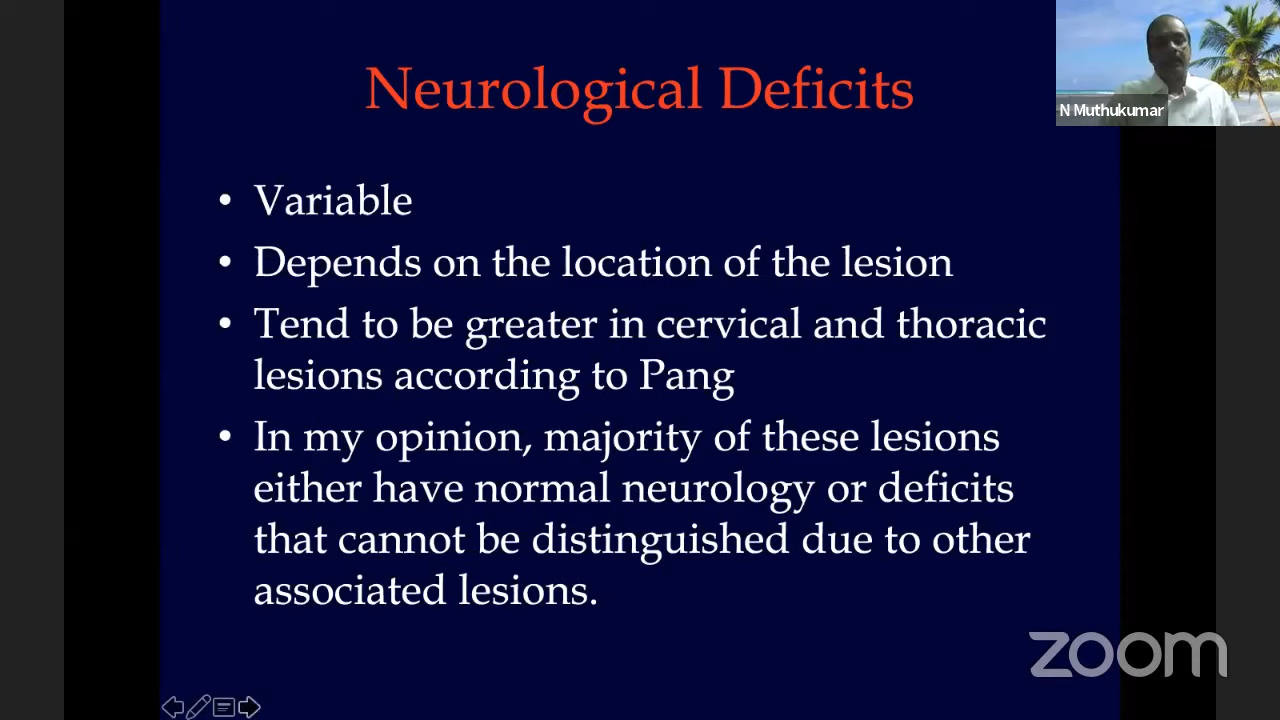 Neurological Deficits
N Muthukumar
• Variable
• Depends on the location of the lesion
• Tend to be greater in cervical and thoracic
lesions according to Pang
• In my opinion, majority of these lesions
either have normal neurology or deficits
that cannot be distinguished due to other
associated lesions.
zoom